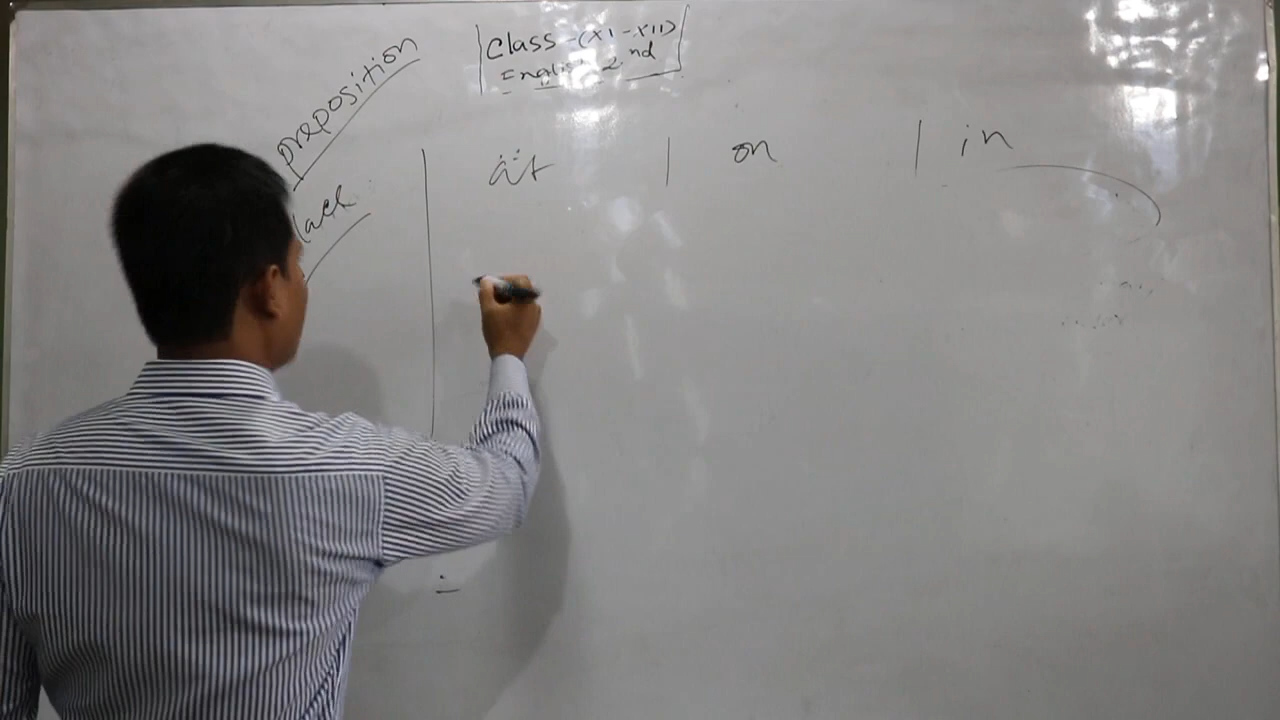 Class-(XI-XII)
English 2nd
preposition
at | on | in